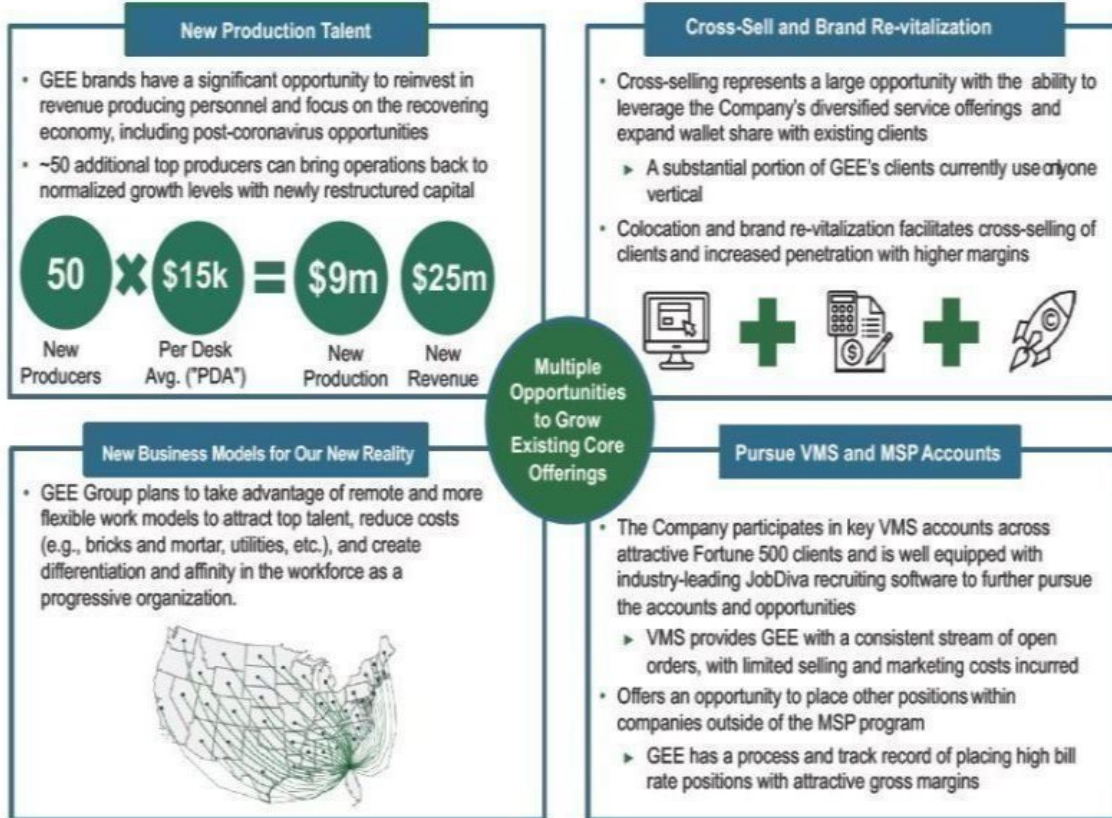 New Production Talent
• GEE brands have a significant opportunity to reinvest in
revenue producing personnel and focus on the recovering
economy, including post-coronavirus opportunities
• ~50 additional top producers can bring operations back to
normalized growth levels with newly restructured capital
50 × $15k = $9m $25m
New Producers
Per Desk Avg. ("PDA")
New Production
New Revenue
Cross-Sell and Brand Re-vitalization
• Cross-selling represents a large opportunity with the ability to
leverage the Company's diversified service offerings and
expand wallet share with existing clients
▸ A substantial portion of GEE's clients currently use only one
vertical
• Colocation and brand re-vitalization facilitates cross-selling of
clients and increased penetration with higher margins
Multiple
Opportunities
to Grow
Existing Core
Offerings
New Business Models for Our New Reality
• GEE Group plans to take advantage of remote and more
flexible work models to attract top talent, reduce costs
(e.g., bricks and mortar, utilities, etc.), and create
differentiation and affinity in the workforce as a
progressive organization.
Pursue VMS and MSP Accounts
• The Company participates in key VMS accounts across
attractive Fortune 500 clients and is well equipped with
industry-leading JobDiva recruiting software to further pursue
the accounts and opportunities
▸ VMS provides GEE with a consistent stream of open
orders, with limited selling and marketing costs incurred
• Offers an opportunity to place other positions within
companies outside of the MSP program
▸ GEE has a process and track record of placing high bill
rate positions with attractive gross margins